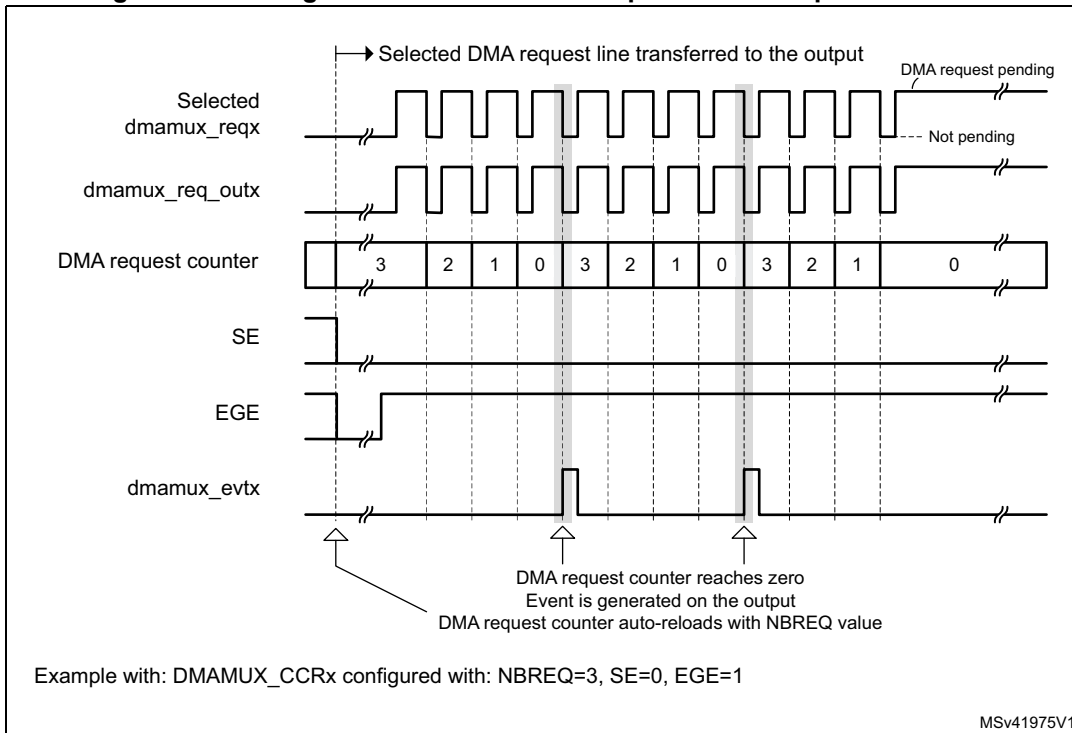 Selected DMA request line transferred to the output
DMA request pending
Selected
dmamux_reqx
Not pending
dmamux_req_outx
DMA request counter
3 2 1 0 3 2 1 0 3 2 1 0
SE
EGE
dmamux_evtx
DMA request counter reaches zero
Event is generated on the output
DMA request counter auto-reloads with NBREQ value
Example with: DMAMUX_CCRx configured with: NBREQ=3, SE=0, EGE=1
MSv41975V1